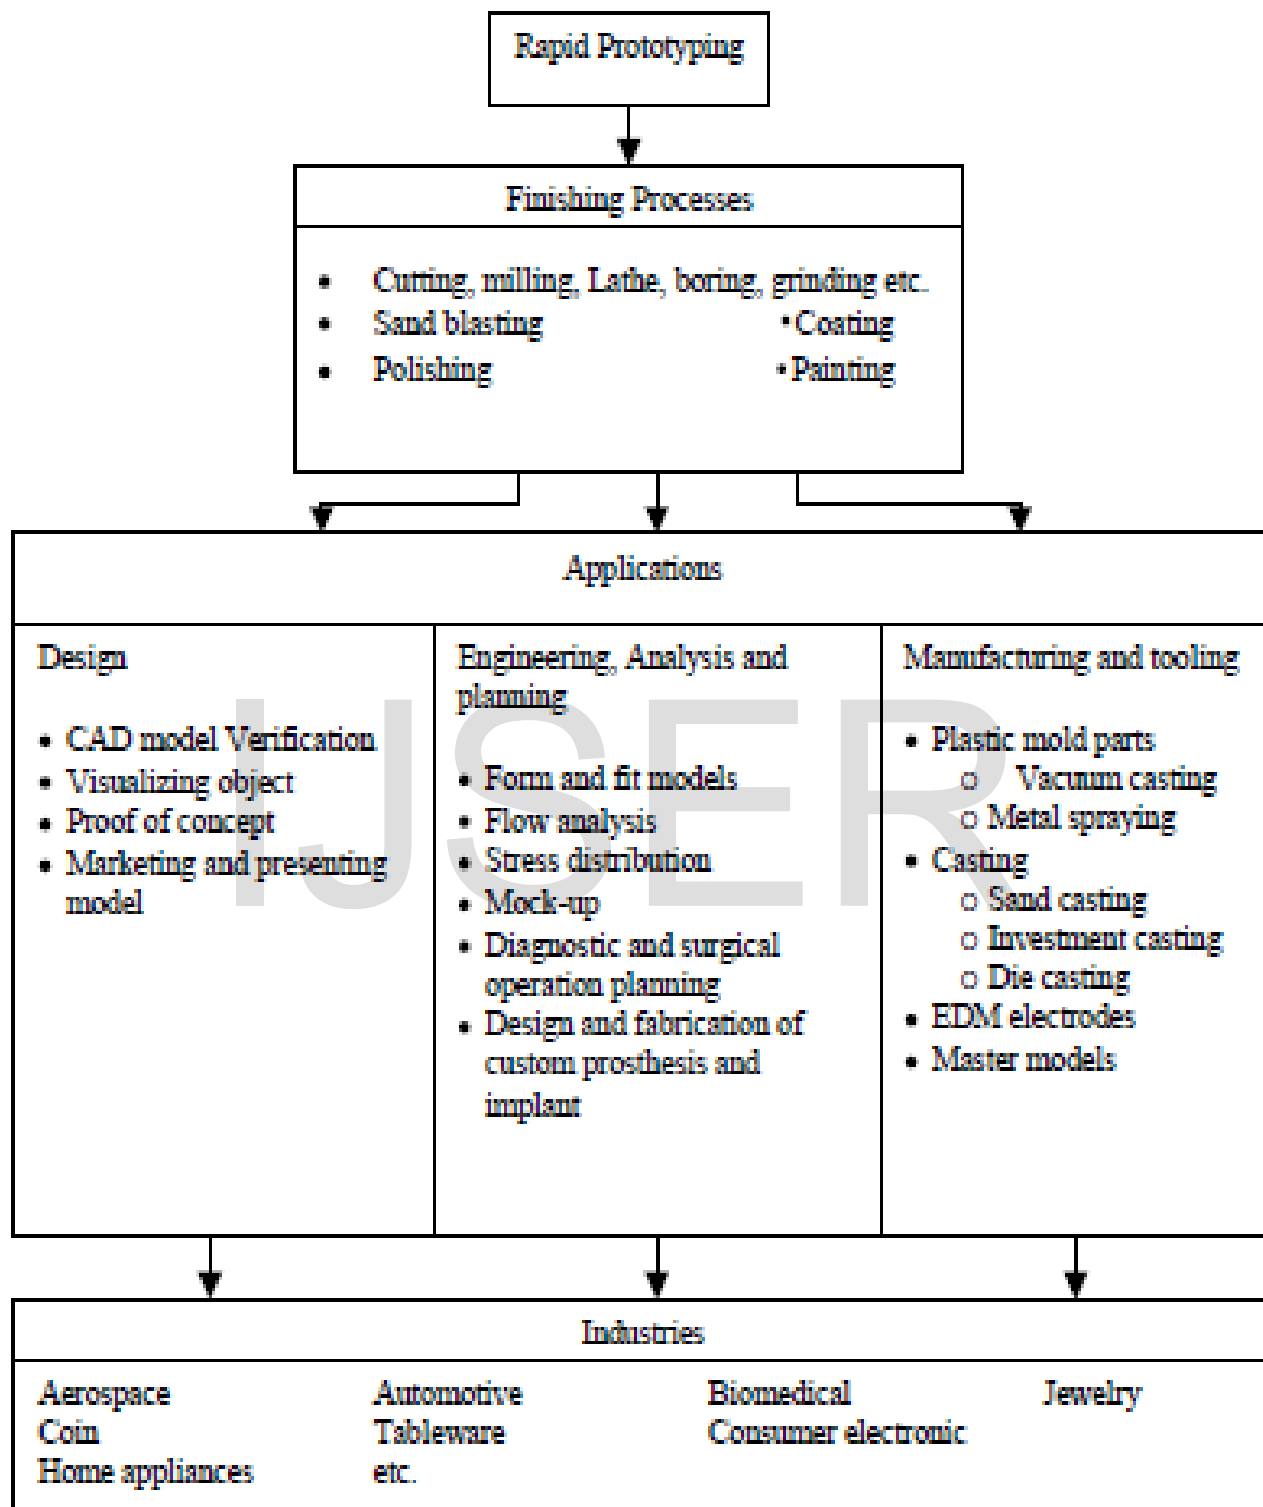 Rapid Prototyping
Finishing Processes
• Cutting, milling, Lathe, boring, grinding etc.
• Sand blasting • Coating
• Polishing • Painting
Applications
Design
• CAD model Verification
• Visualizing object
• Proof of concept
• Marketing and presenting
model
Engineering, Analysis and
planning
• Form and fit models
• Flow analysis
• Stress distribution
• Mock-up
• Diagnostic and surgical
operation planning
• Design and fabrication of
custom prosthesis and
implant
Manufacturing and tooling
• Plastic mold parts
o Vacuum casting
o Metal spraying
• Casting
o Sand casting
o Investment casting
o Die casting
• EDM electrodes
• Master models
IJSER
Industries
Aerospace Automotive Biomedical Jewelry
Coin Tableware Consumer electronic
Home appliances etc.